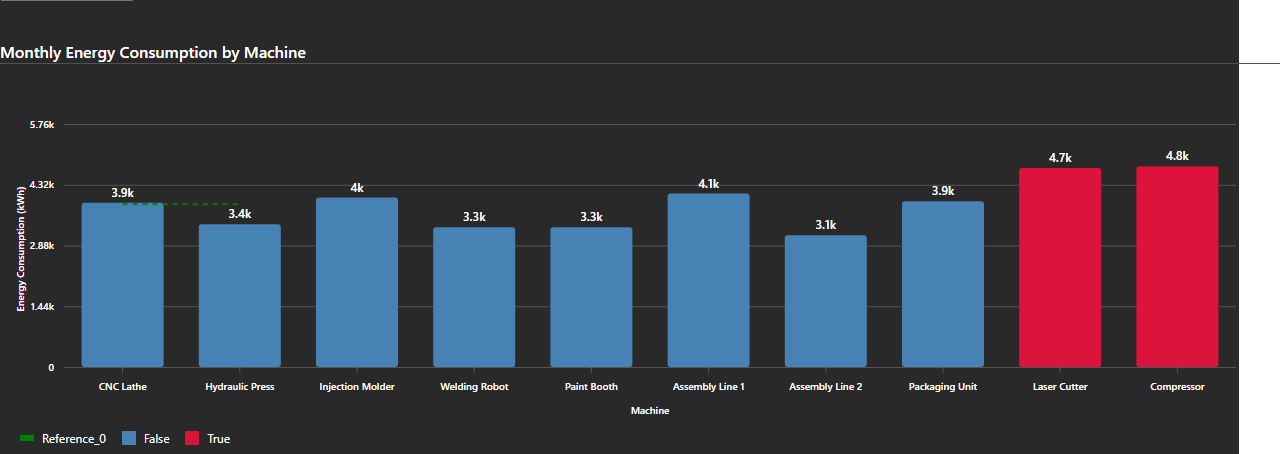 Monthly Energy Consumption by Machine
5.76k
4.32k
2.88k
1.44k
0
Energy Consumption (kWh)
3.9k
3.4k
4k
3.3k
3.3k
4.1k
3.1k
3.9k
4.7k
4.8k
CNC Lathe
Hydraulic Press
Injection Molder
Welding Robot
Paint Booth
Assembly Line 1
Assembly Line 2
Packaging Unit
Laser Cutter
Compressor
Machine
Reference_0
False
True